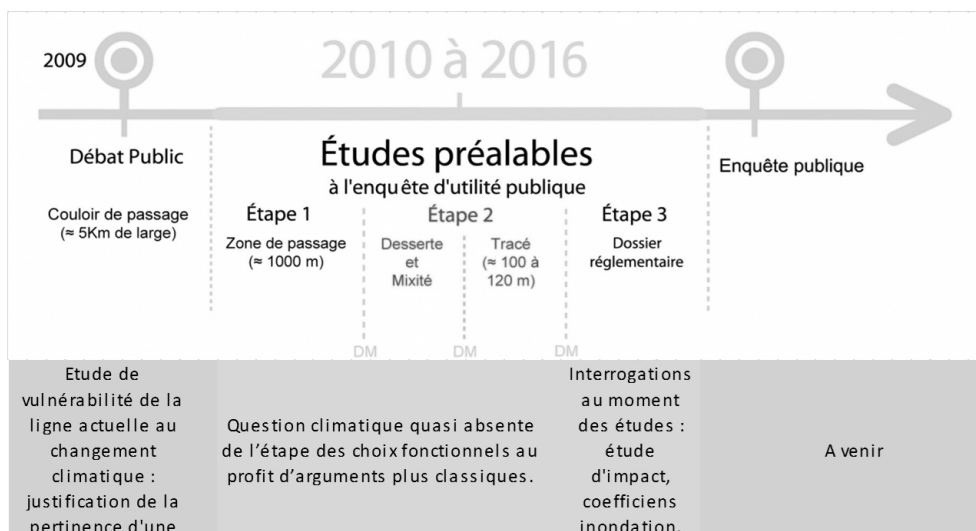 2009
2010 à 2016
Débat Public
Couloir de passage
(≈ 5Km de large)
Études préalables
à l'enquête d'utilité publique
Étape 1
Zone de passage
(≈ 1000 m)
Étape 2
Desserte
et
Mixité
Tracé
(≈ 100 à
120 m)
Étape 3
Dossier
réglementaire
Enquête publique
DM
DM
DM
Etude de
vulnérabilité de la
ligne actuelle au
changement
climatique :
justification de la
pertinence d'une
Question climatique quasi absente
de l'étape des choix fonctionnels au
profit d'arguments plus classiques.
Interrogations
au moment
des études :
étude
d'impact,
coefficiens
inondation.
A venir